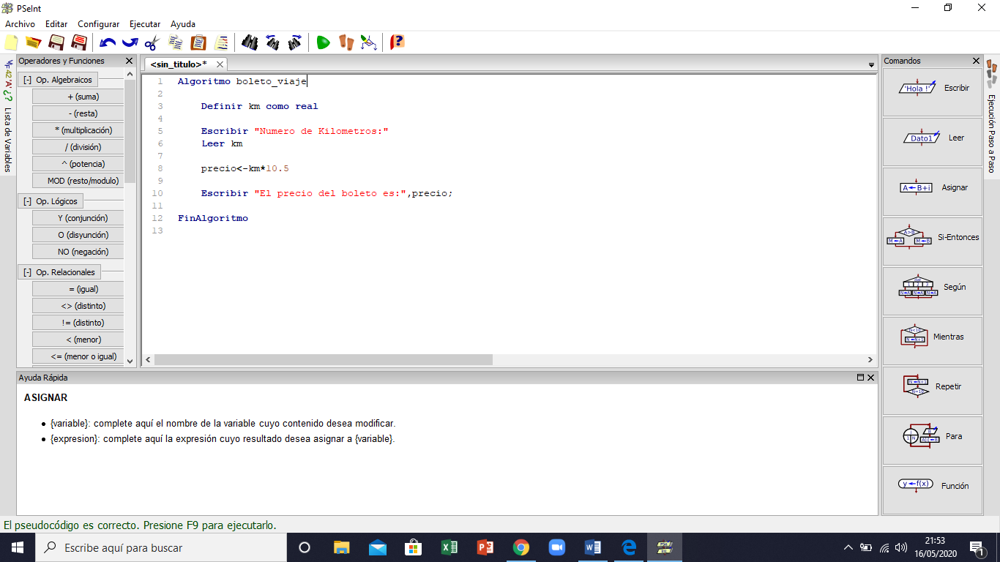 PSeInt
Archivo Editar Configurar Ejecutar Ayuda
Operadores y Funciones
<sin_titulo>*
Comandos
Lista de Variables
*+42'A'¿?
[-] Op. Algebraicos
+ (suma)
- (resta)
* (multiplicación)
/ (división)
^ (potencia)
MOD (resto/modulo)
[-] Op. Lógicos
Y (conjunción)
O (disyunción)
NO (negación)
[-] Op. Relacionales
= (igual)
<> (distinto)
!= (distinto)
< (menor)
<= (menor o igual)
1 Algoritmo boleto_viaje
2
3 Definir km como real
4
5 Escribir "Numero de Kilometros:"
6 Leer km
7
8 precio<-km*10.5
9
10 Escribir "El precio del boleto es:",precio;
11
12 FinAlgoritmo
13
'Hola !' Escribir
Dato1 Leer
A←B+i Asignar
A>B M←A M←B Si-Entonces
Según
Mientras
Repetir
Para
y←f(x) Función
Ejecución Paso a Paso
Ayuda Rápida
ASIGNAR
• {variable}: complete aquí el nombre de la variable cuyo contenido desea modificar.
• {expresion}: complete aquí la expresión cuyo resultado desea asignar a {variable}.
El pseudocódigo es correcto. Presione F9 para ejecutarlo.
Escribe aquí para buscar
21:53
16/05/2020
1